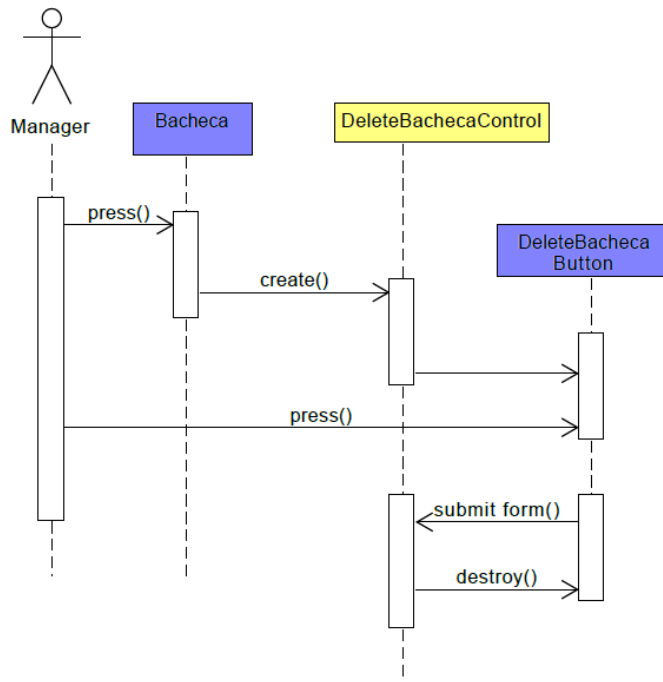 Manager
Bacheca
DeleteBachecaControl
press()
DeleteBacheca
Button
create()
press()
submit form()
destroy()